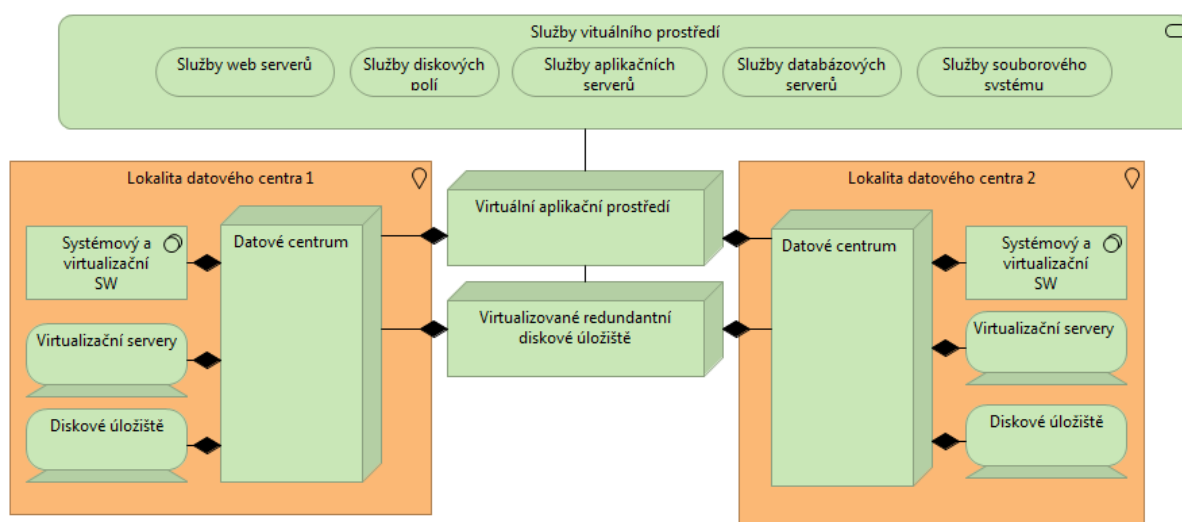 Služby vituálního prostředí
Služby web serverů
Služby diskových
polí
Služby aplikačních
serverů
Služby databázových
serverů
Služby souborového
systému
Lokalita datového centra 1
Systémový a
virtualizační
SW
Virtualizační servery
Diskové úložiště
Datové centrum
Virtuální aplikační prostředí
Virtualizované redundantní
diskové úložiště
Lokalita datového centra 2
Datové centrum
Systémový a
virtualizační
SW
Virtualizační servery
Diskové úložiště